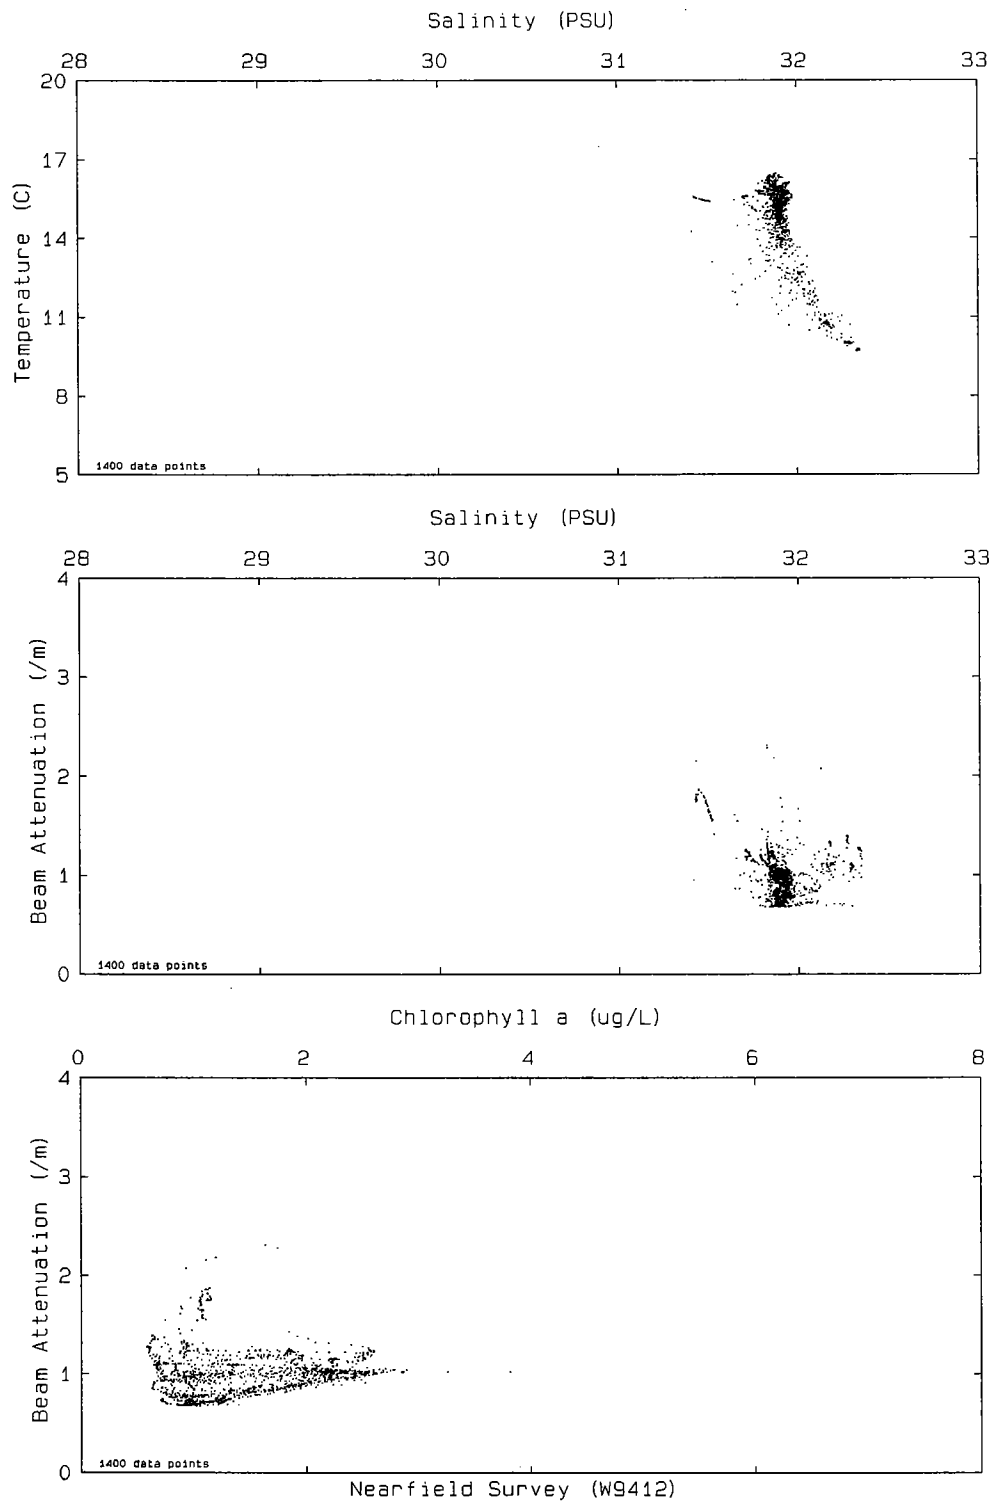 Salinity (PSU)
28 29 30 31 32 33
20
17
14
11
8
5
Temperature (C)
1400 data points
Salinity (PSU)
28 29 30 31 32 33
4
3
2
1
0
Beam Attenuation (/m)
1400 data points
Chlorophyll a (ug/L)
0 2 4 6 8
4
3
2
1
0
Beam Attenuation (/m)
1400 data points
Nearfield Survey (W9412)